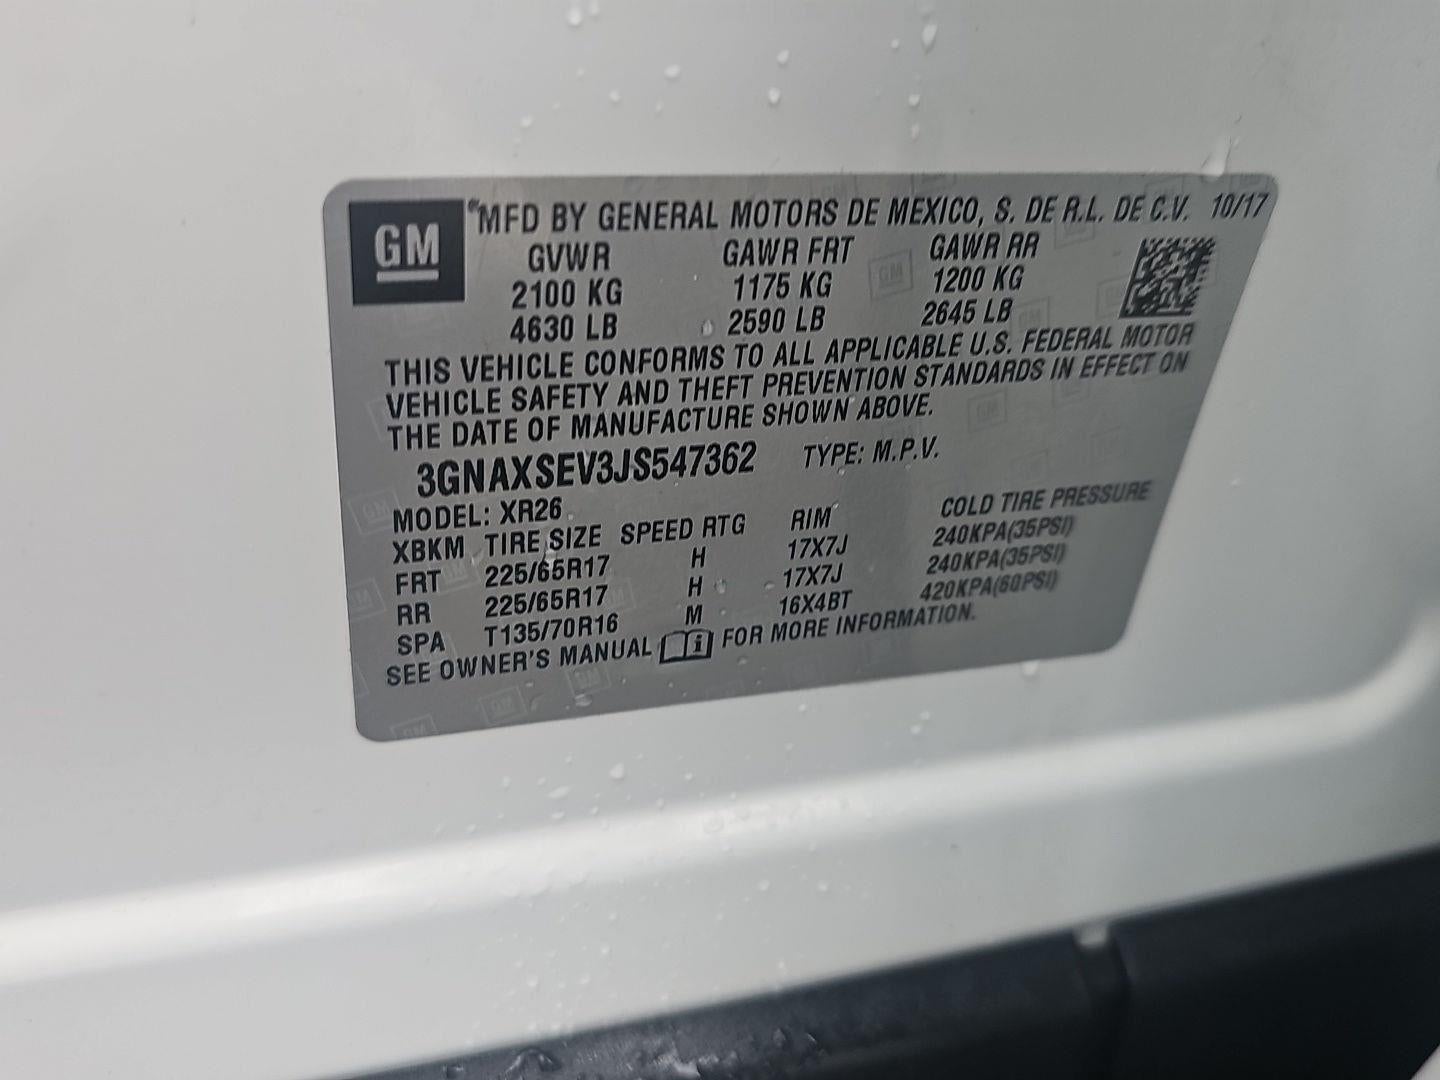 GM
MFD BY GENERAL MOTORS DE MEXICO, S. DE R.L. DE C.V. 10/17
GVWR GAWR FRT GAWR RR
2100 KG 1175 KG 1200 KG
4630 LB 2590 LB 2645 LB
THIS VEHICLE CONFORMS TO ALL APPLICABLE U.S. FEDERAL MOTOR
VEHICLE SAFETY AND THEFT PREVENTION STANDARDS IN EFFECT ON
THE DATE OF MANUFACTURE SHOWN ABOVE.
3GNAXSEV3JS547362 TYPE: M.P.V.
MODEL: XR26
XBKM TIRE SIZE SPEED RTG RIM COLD TIRE PRESSURE
FRT 225/65R17 H 17X7J 240KPA(35PSI)
RR 225/65R17 H 17X7J 240KPA(35PSI)
SPA T135/70R16 M 16X4BT 420KPA(60PSI)
SEE OWNER'S MANUAL i FOR MORE INFORMATION.